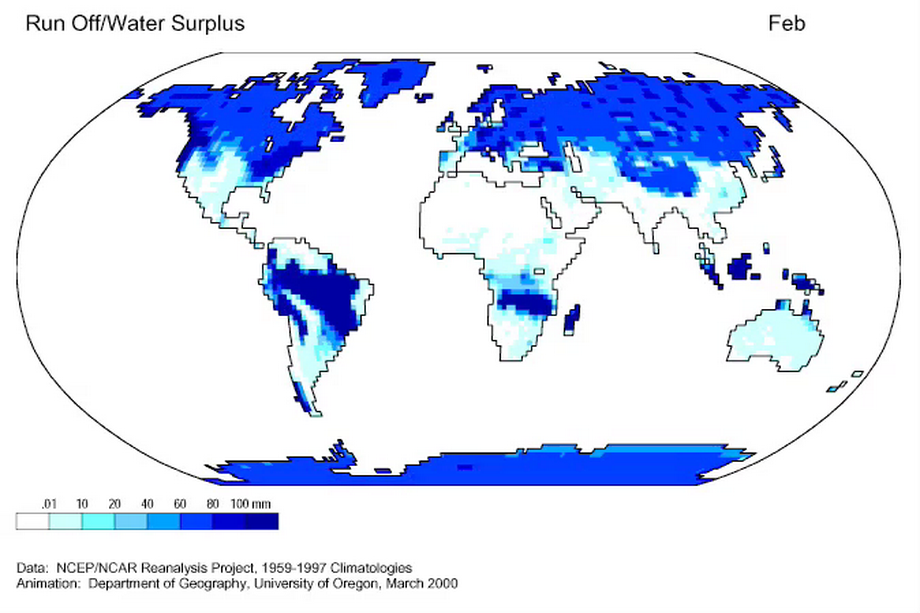 Run Off/Water Surplus
Feb
.01 10 20 40 60 80 100 mm
Data: NCEP/NCAR Reanalysis Project, 1959-1997 Climatologies
Animation: Department of Geography, University of Oregon, March 2000